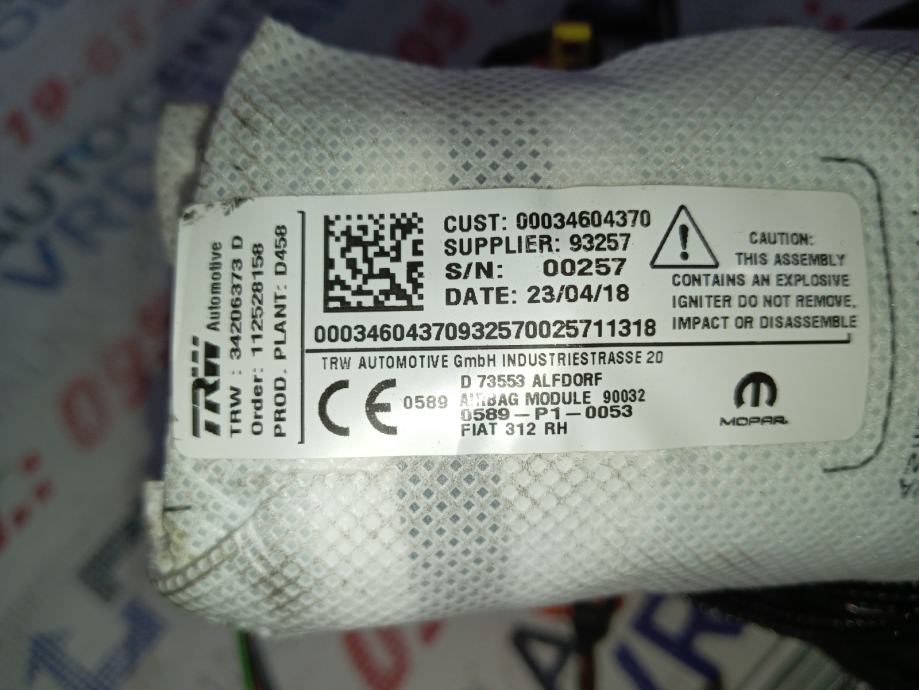 TRW Automotive
TRW : 34206373 D
Order: 112528158
PROD. PLANT: D458
CUST: 00034604370
SUPPLIER: 93257
S/N: 00257
DATE: 23/04/18
00034604370932570025711318
CAUTION:
THIS ASSEMBLY
CONTAINS AN EXPLOSIVE
IGNITER DO NOT REMOVE,
IMPACT OR DISASSEMBLE
TRW AUTOMOTIVE GmbH INDUSTRIESTRASSE 20
D 73553 ALFDORF
CE 0589 AIRBAG MODULE 90032
0589-P1-0053
FIAT 312 RH
MOPAR